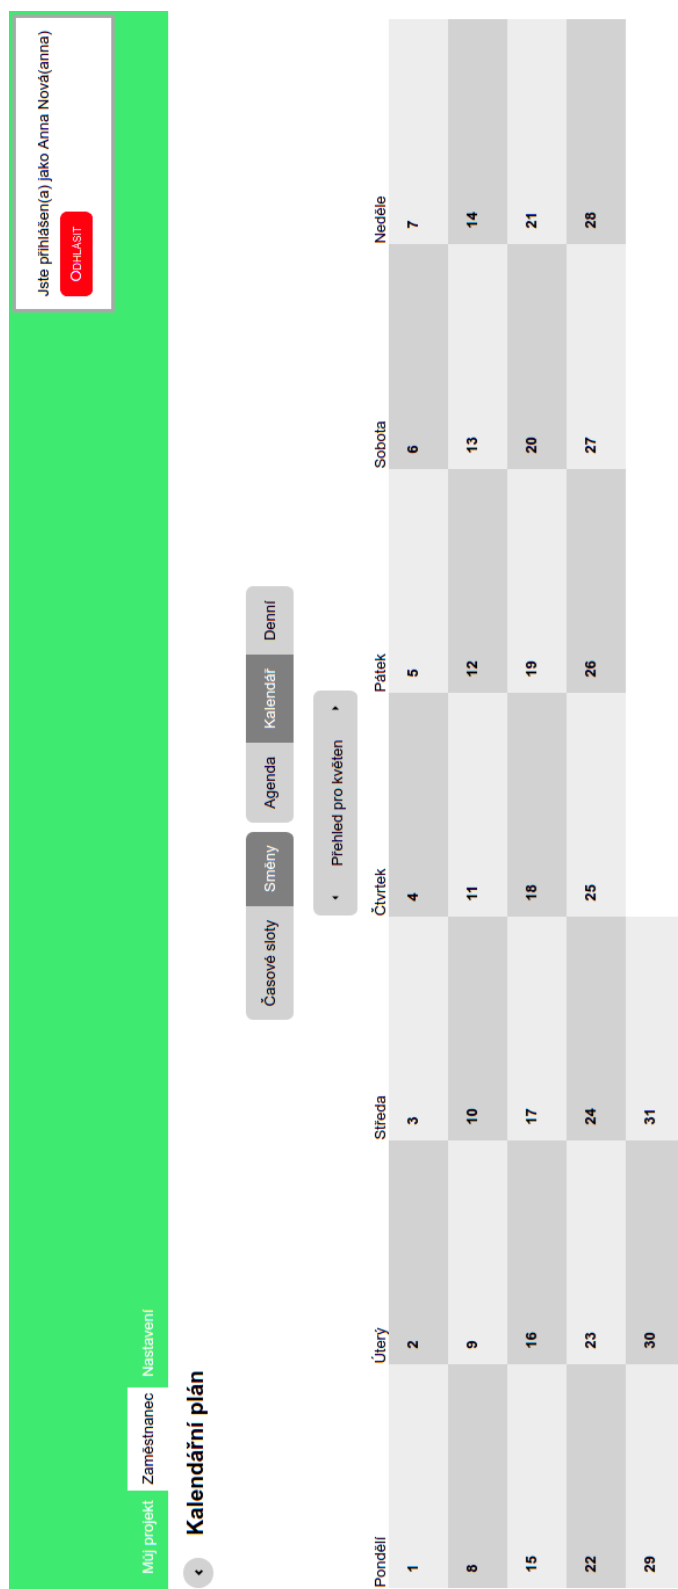 Jste přihlášen(a) jako Anna Nová(anna)
Odhlásit
Můj projekt Zaměstnanec Nastavení
Kalendářní plán
Časové sloty Směny Agenda Kalendář Denní
Přehled pro květen
Pondělí Úterý Středa Čtvrtek Pátek Sobota Neděle
1 2 3 4 5 6 7
8 9 10 11 12 13 14
15 16 17 18 19 20 21
22 23 24 25 26 27 28
29 30 31